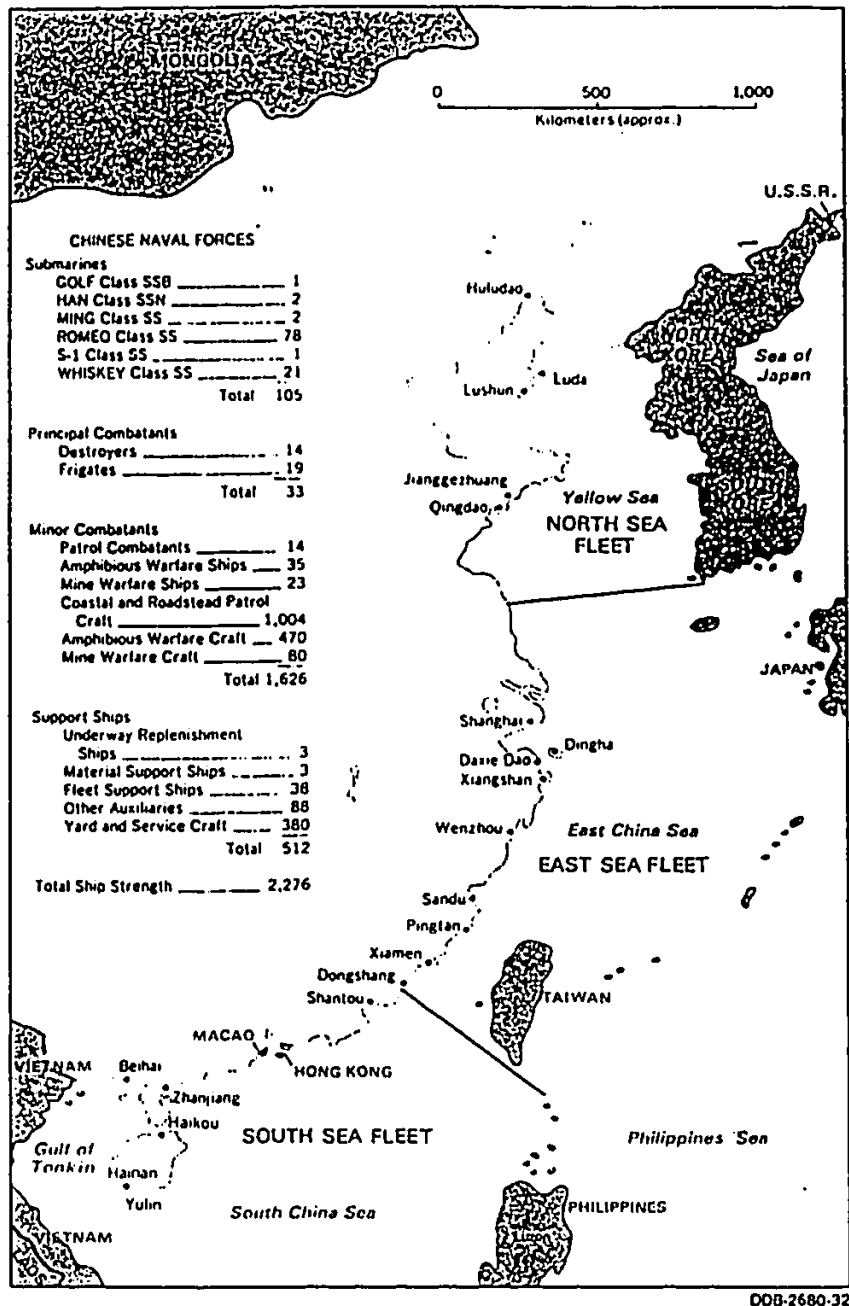 MONGOLIA
0 500 1,000
Kilometers (approx.)
U.S.S.R.
CHINESE NAVAL FORCES
Submarines
GOLF Class SSB 1
HAN Class SSN 2
MING Class SS 2
ROMEO Class SS 78
S-1 Class SS 1
WHISKEY Class SS 21
Total 105
Principal Combatants
Destroyers 14
Frigates 19
Total 33
Minor Combatants
Patrol Combatants 14
Amphibious Warfare Ships 35
Mine Warfare Ships 23
Coastal and Roadstead Patrol
Craft 1,004
Amphibious Warfare Craft 470
Mine Warfare Craft 80
Total 1,626
Support Ships
Underway Replenishment
Ships 3
Material Support Ships 3
Fleet Support Ships 38
Other Auxiliaries 88
Yard and Service Craft 380
Total 512
Total Ship Strength 2,276
Huludao
NORTH
KOREA
Sea of
Japan
Luda
Lushun
Jianggezhuang
Qingdao
Yellow Sea
NORTH SEA
FLEET
SOUTH
JAPAN
Shanghai
Dingha
Daxie Dao
Xiangshan
Wenzhou
East China Sea
EAST SEA FLEET
Sandu
Pingtan
Xiamen
Dongshang
Shantou
TAIWAN
MACAO
HONG KONG
VIETNAM
Beihai
Zhanjiang
Haikou
SOUTH SEA FLEET
Philippines Sea
Gulf of
Tonkin
Hainan
Yulin
South China Sea
PHILIPPINES
VIETNAM
LAOS
DDB-2680-32